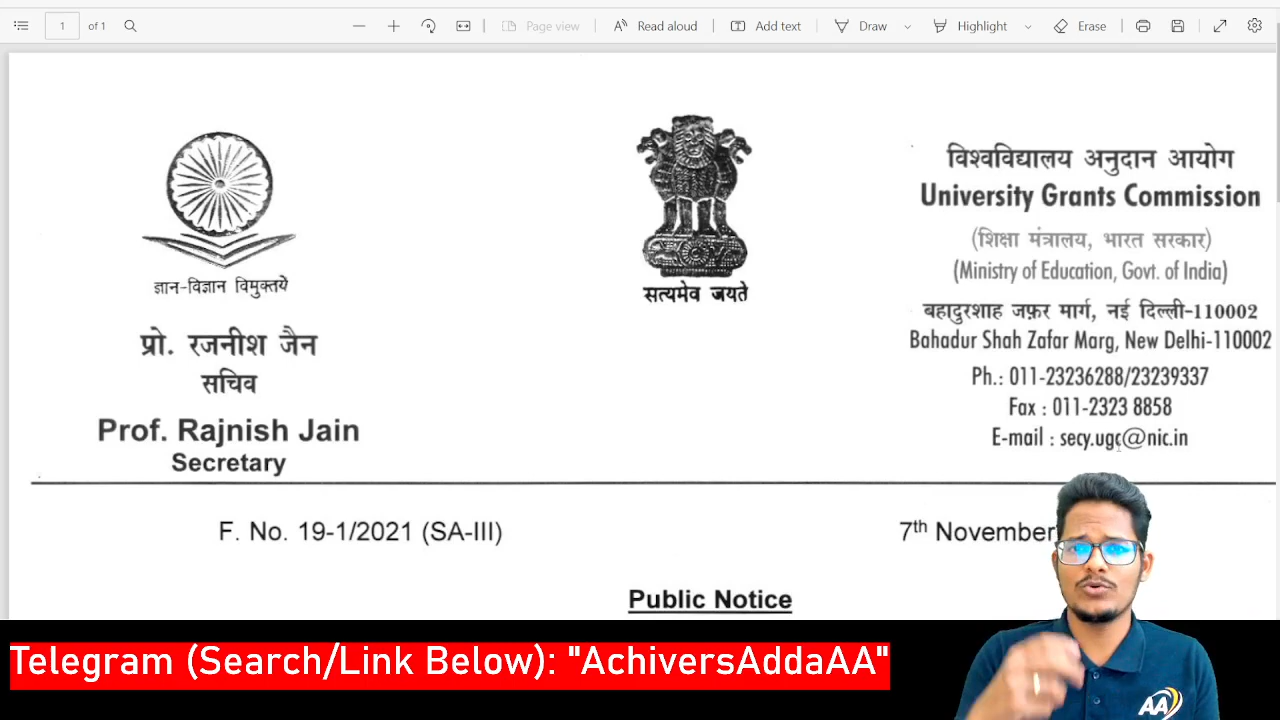 1 of 1
Page view
Read aloud
Add text
Draw
Highlight
Erase
ज्ञान-विज्ञान विमुक्तये
प्रो. रजनीश जैन
सचिव
Prof. Rajnish Jain
Secretary
सत्यमेव जयते
विश्वविद्यालय अनुदान आयोग
University Grants Commission
(शिक्षा मंत्रालय, भारत सरकार)
(Ministry of Education, Govt. of India)
बहादुरशाह जफ़र मार्ग, नई दिल्ली-110002
Bahadur Shah Zafar Marg, New Delhi-110002
Ph.: 011-23236288/23239337
Fax : 011-2323 8858
E-mail : secy.ugc@nic.in
F. No. 19-1/2021 (SA-III)
7th November
Public Notice
Telegram (Search/Link Below): "AchiversAddaAA"
AA